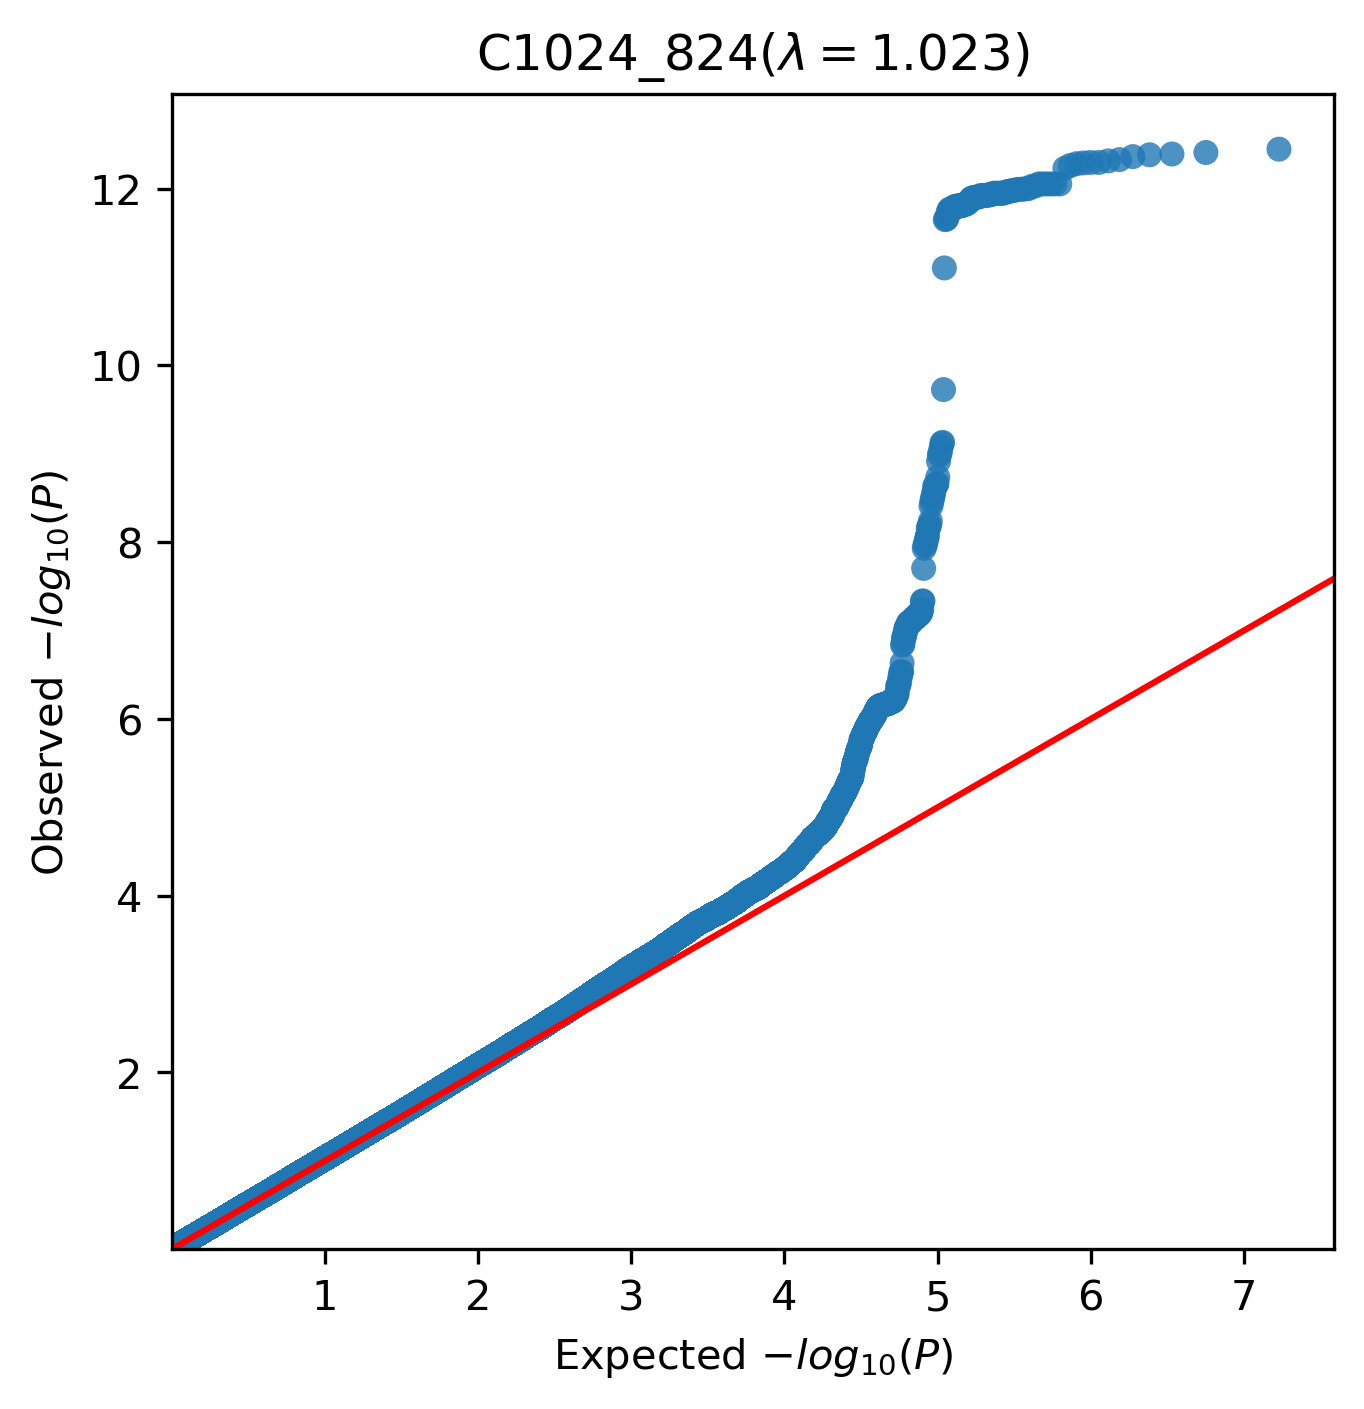 C1024_824(λ = 1.023)
12
10
8
6
4
2
Observed −log₁₀(P)
1 2 3 4 5 6 7
Expected −log₁₀(P)